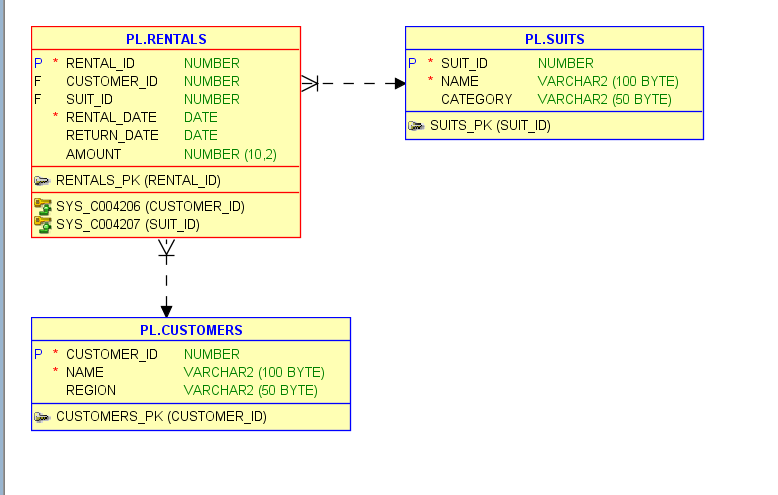 PL.RENTALS
P * RENTAL_ID NUMBER
F CUSTOMER_ID NUMBER
F SUIT_ID NUMBER
* RENTAL_DATE DATE
RETURN_DATE DATE
AMOUNT NUMBER (10,2)
RENTALS_PK (RENTAL_ID)
SYS_C004206 (CUSTOMER_ID)
SYS_C004207 (SUIT_ID)
PL.SUITS
P * SUIT_ID NUMBER
* NAME VARCHAR2 (100 BYTE)
CATEGORY VARCHAR2 (50 BYTE)
SUITS_PK (SUIT_ID)
PL.CUSTOMERS
P * CUSTOMER_ID NUMBER
* NAME VARCHAR2 (100 BYTE)
REGION VARCHAR2 (50 BYTE)
CUSTOMERS_PK (CUSTOMER_ID)